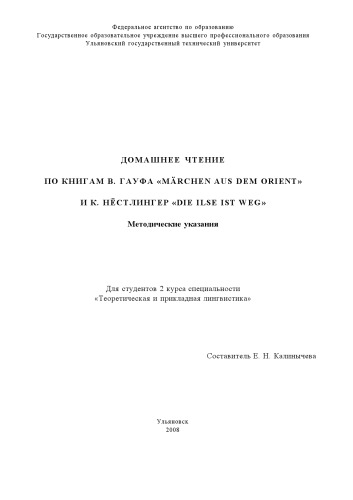 Федеральное агентство по образованию
Государственное образовательное учреждение высшего профессионального образования
Ульяновский государственный технический университет
ДОМАШНЕЕ ЧТЕНИЕ
ПО КНИГАМ В. ГАУФА «MÄRCHEN AUS DEM ORIENT»
И К. НЁСТЛИНГЕР «DIE ILSE IST WEG»
Методические указания
Для студентов 2 курса специальности
«Теоретическая и прикладная лингвистика»
Составитель Е. Н. Калинычева
Ульяновск
2008